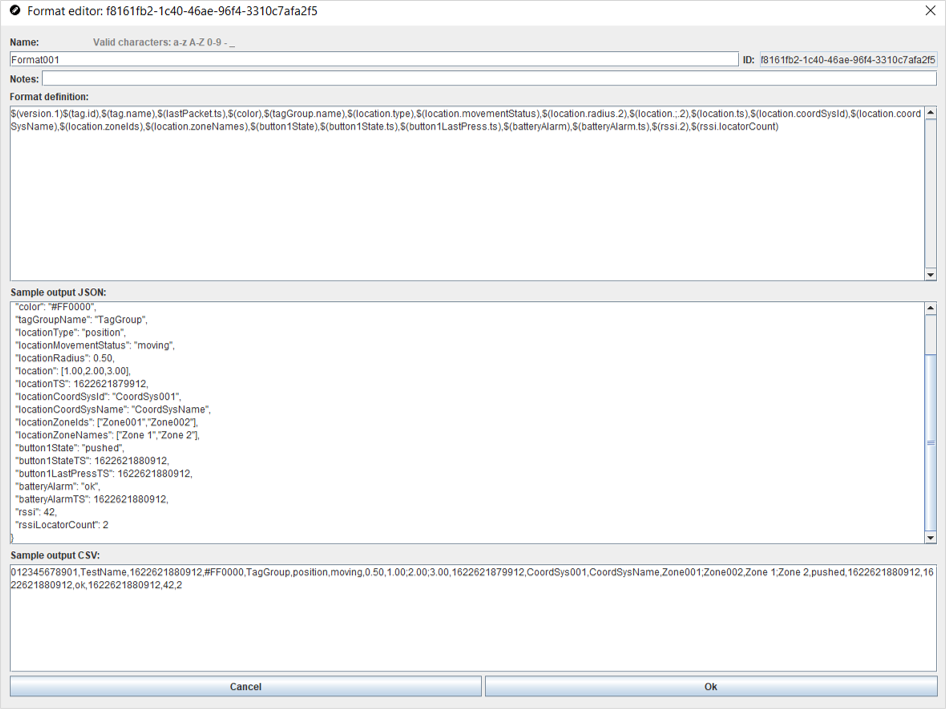 Format editor: f8161fb2-1c40-46ae-96f4-3310c7afa2f5
Name: Valid characters: a-z A-Z 0-9 - _
Format001 ID: f8161fb2-1c40-46ae-96f4-3310c7afa2f5
Notes:
Format definition:
$(version.1)$(tag.id),$(tag.name),$(lastPacket.ts),$(color),$(tagGroup.name),$(location.type),$(location.movementStatus),$(location.radius.2),$(location.;.2),$(location.ts),$(location.coordSysId),$(location.coord
SysName),$(location.zoneIds),$(location.zoneNames),$(button1State),$(button1State.ts),$(button1LastPress.ts),$(batteryAlarm),$(batteryAlarm.ts),$(rssi.2),$(rssi.locatorCount)
Sample output JSON:
"color": "#FF0000",
"tagGroupName": "TagGroup",
"locationType": "position",
"locationMovementStatus": "moving",
"locationRadius": 0.50,
"location": [1.00,2.00,3.00],
"locationTS": 1622621879912,
"locationCoordSysId": "CoordSys001",
"locationCoordSysName": "CoordSysName",
"locationZoneIds": ["Zone001","Zone002"],
"locationZoneNames": ["Zone 1","Zone 2"],
"button1State": "pushed",
"button1StateTS": 1622621880912,
"button1LastPressTS": 1622621880912,
"batteryAlarm": "ok",
"batteryAlarmTS": 1622621880912,
"rssi": 42,
"rssiLocatorCount": 2
}
Sample output CSV:
012345678901,TestName,1622621880912,#FF0000,TagGroup,position,moving,0.50,1.00;2.00;3.00,1622621879912,CoordSys001,CoordSysName,Zone001;Zone002,Zone 1;Zone 2,pushed,1622621880912,16
22621880912,ok,1622621880912,42,2
Cancel Ok